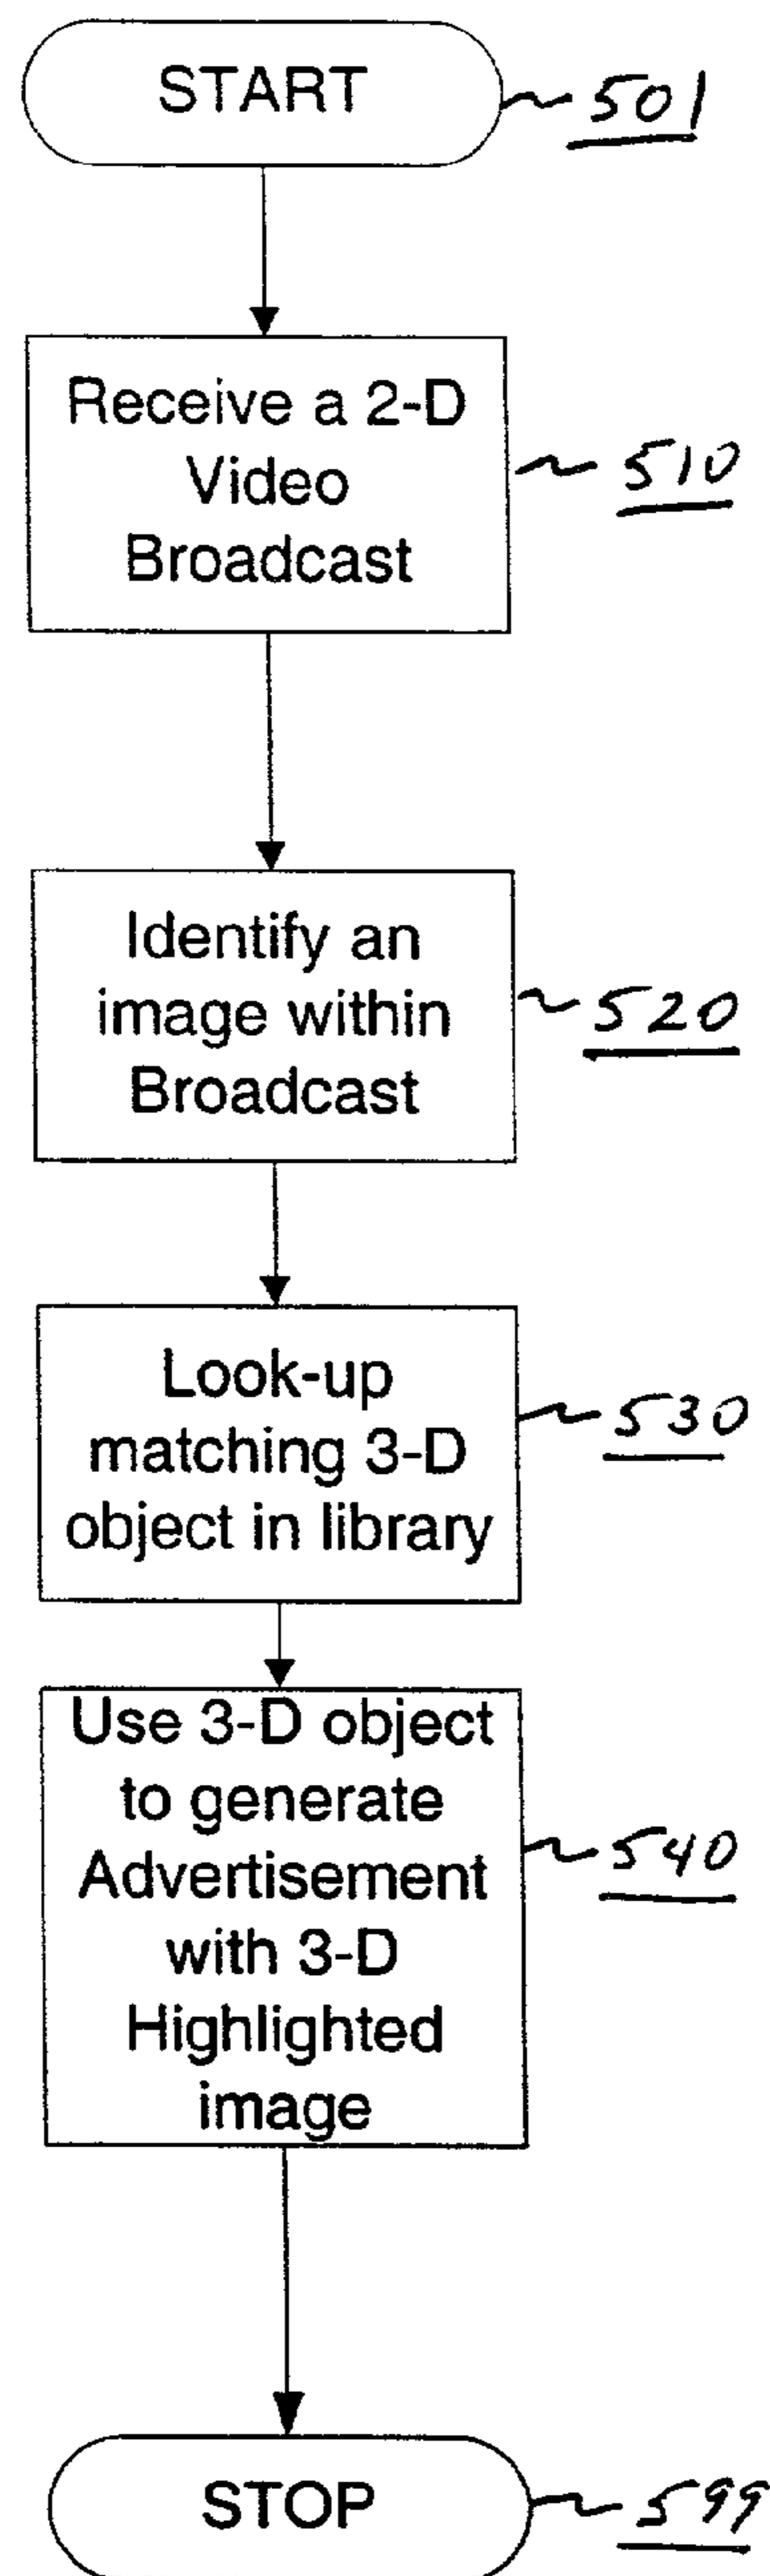 START
501
Receive a 2-D
Video
Broadcast
510
Identify an
image within
Broadcast
520
Look-up
matching 3-D
object in library
530
Use 3-D object
to generate
Advertisement
with 3-D
Highlighted
image
540
STOP
599